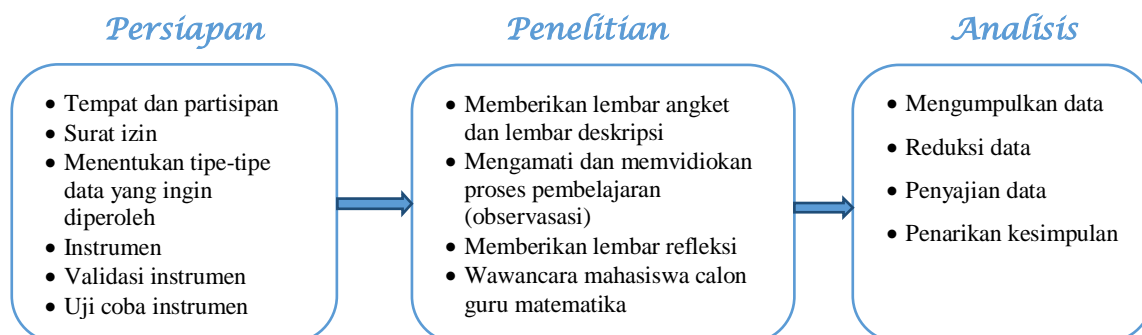 Persiapan
• Tempat dan partisipan
• Surat izin
• Menentukan tipe-tipe
data yang ingin
diperoleh
• Instrumen
• Validasi instrumen
• Uji coba instrumen
Penelitian
• Memberikan lembar angket
dan lembar deskripsi
• Mengamati dan memvidiokan
proses pembelajaran
(observasasi)
• Memberikan lembar refleksi
• Wawancara mahasiswa calon
guru matematika
Analisis
• Mengumpulkan data
• Reduksi data
• Penyajian data
• Penarikan kesimpulan